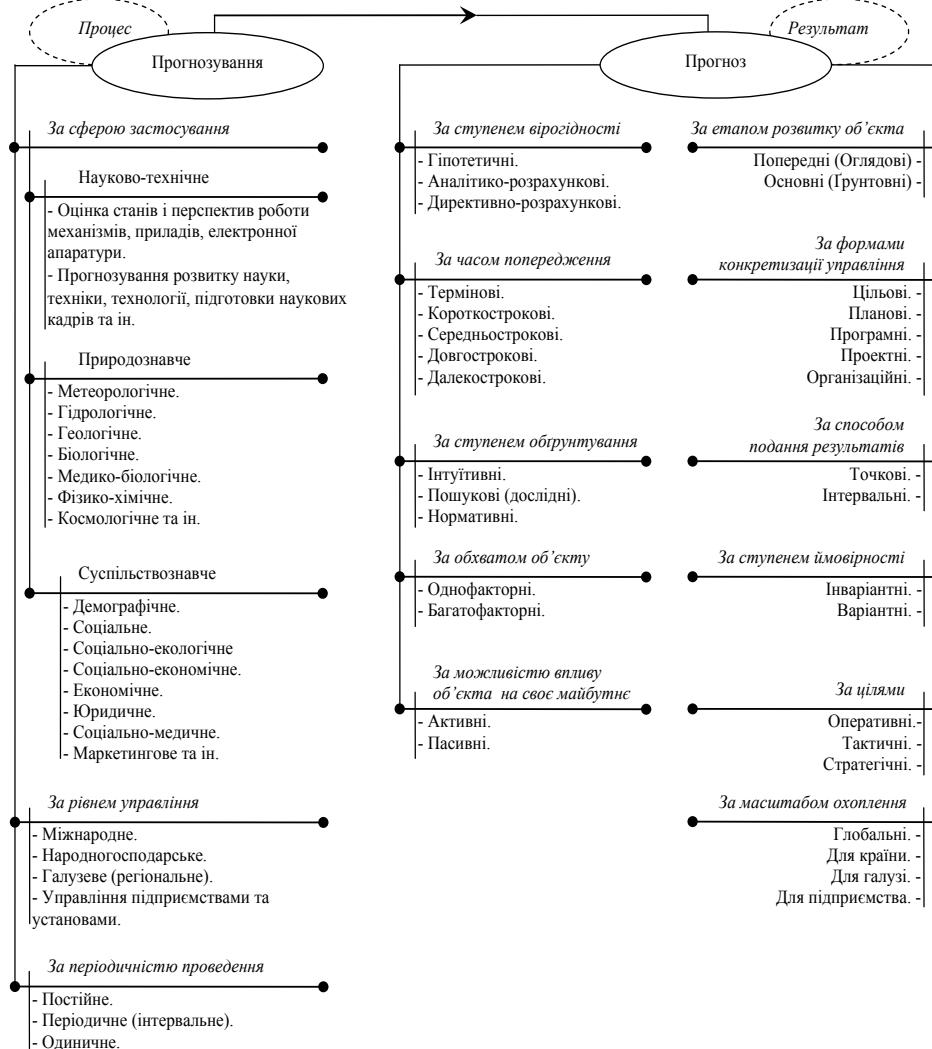 Процес
Прогнозування
За сферою застосування
Науково-технічне
- Оцінка станів і перспектив роботи
механізмів, приладів, електронної
апаратури.
- Прогнозування розвитку науки,
техніки, технології, підготовки наукових
кадрів та ін.
Природознавче
- Метеорологічне.
- Гідрологічне.
- Геологічне.
- Біологічне.
- Медико-біологічне.
- Фізико-хімічне.
- Космологічне та ін.
Суспільствознавче
- Демографічне.
- Соціальне.
- Соціально-екологічне
- Соціально-економічне.
- Економічне.
- Юридичне.
- Соціально-медичне.
- Маркетингове та ін.
За рівнем управління
- Міжнародне.
- Народногосподарське.
- Галузеве (регіональне).
- Управління підприємствами та
установами.
За періодичністю проведення
- Постійне.
- Періодичне (інтервальне).
- Одиничне.
Результат
Прогноз
За ступенем вірогідності
- Гіпотетичні.
- Аналітико-розрахункові.
- Директивно-розрахункові.
За часом попередження
- Термінові.
- Короткострокові.
- Середньострокові.
- Довгострокові.
- Далекострокові.
За ступенем обґрунтування
- Інтуїтивні.
- Пошукові (дослідні).
- Нормативні.
За обхватом об’єкту
- Однофакторні.
- Багатофакторні.
За можливістю впливу
об’єкта на своє майбутнє
- Активні.
- Пасивні.
За етапом розвитку об’єкта
Попередні (Оглядові) -
Основні (Ґрунтовні) -
За формами
конкретизації управління
Цільові. -
Планові. -
Програмні. -
Проектні. -
Організаційні. -
За способом
подання результатів
Точкові. -
Інтервальні. -
За ступенем ймовірності
Інваріантні. -
Варіантні. -
За цілями
Оперативні.-
Тактичні. -
Стратегічні. -
За масштабом охоплення
Глобальні. -
Для країни. -
Для галузі. -
Для підприємства. -